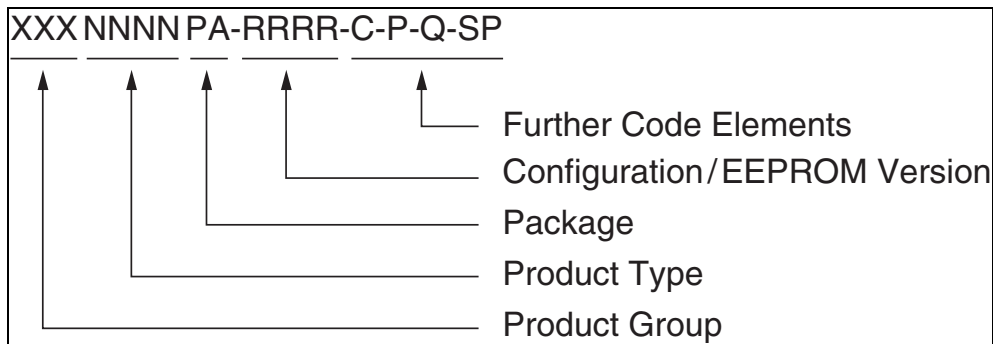 XXX NNNN PA-RRRR-C-P-Q-SP
Further Code Elements
Configuration/EEPROM Version
Package
Product Type
Product Group